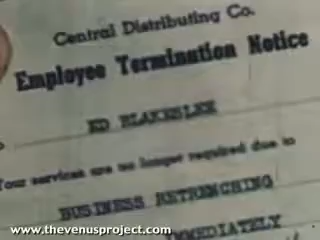 Central Distributing Co.
Employee Termination Notice
ED BLAKESLEE
Your services are no longer required due to
BUSINESS RETRENCHING
IMMEDIATELY
www.thevenusproject.com